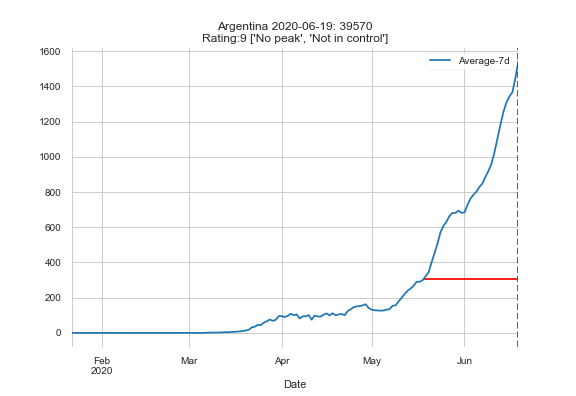 Argentina 2020-06-19: 39570
Rating:9 ['No peak', 'Not in control']
1600
1400
1200
1000
800
600
400
200
0
Average-7d
Feb
2020
Mar
Apr
May
Jun
Date